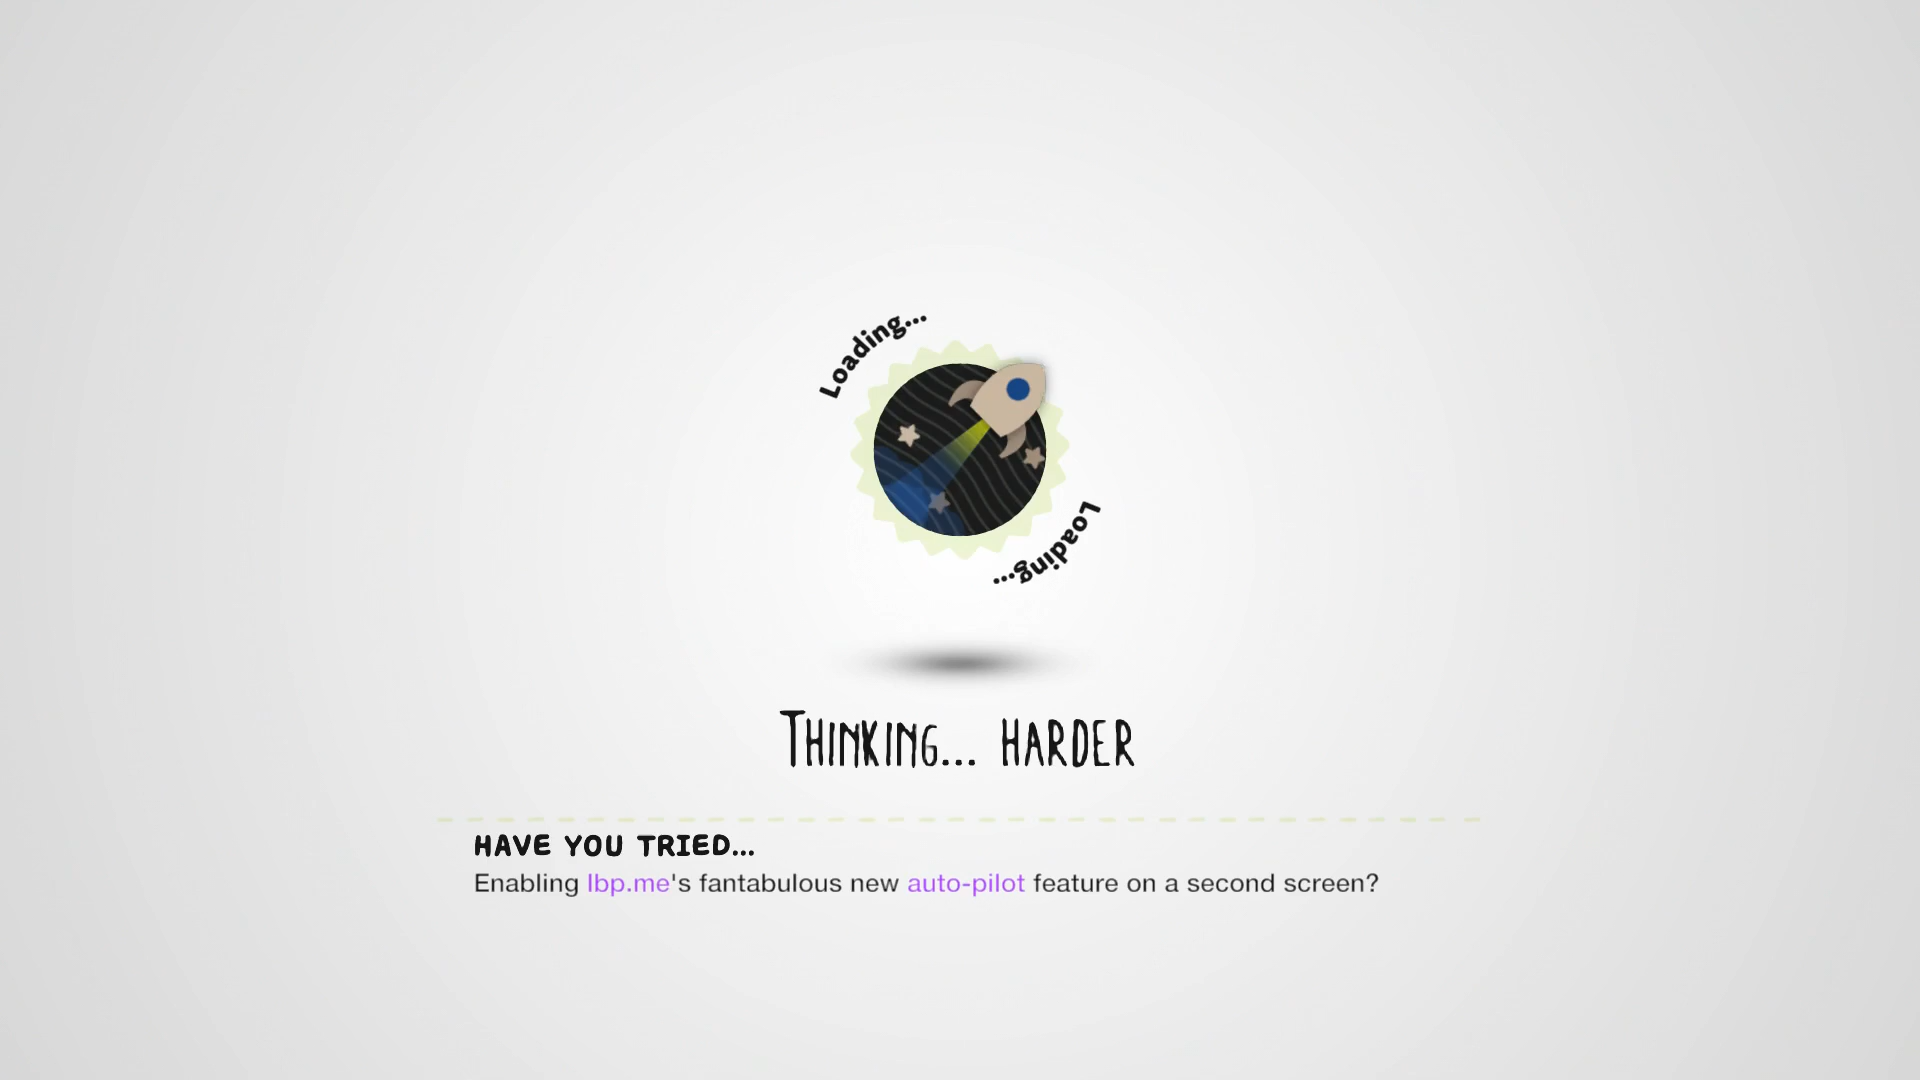 Loading...
Loading...
THINKING... HARDER
HAVE YOU TRIED...
Enabling lbp.me's fantabulous new auto-pilot feature on a second screen?